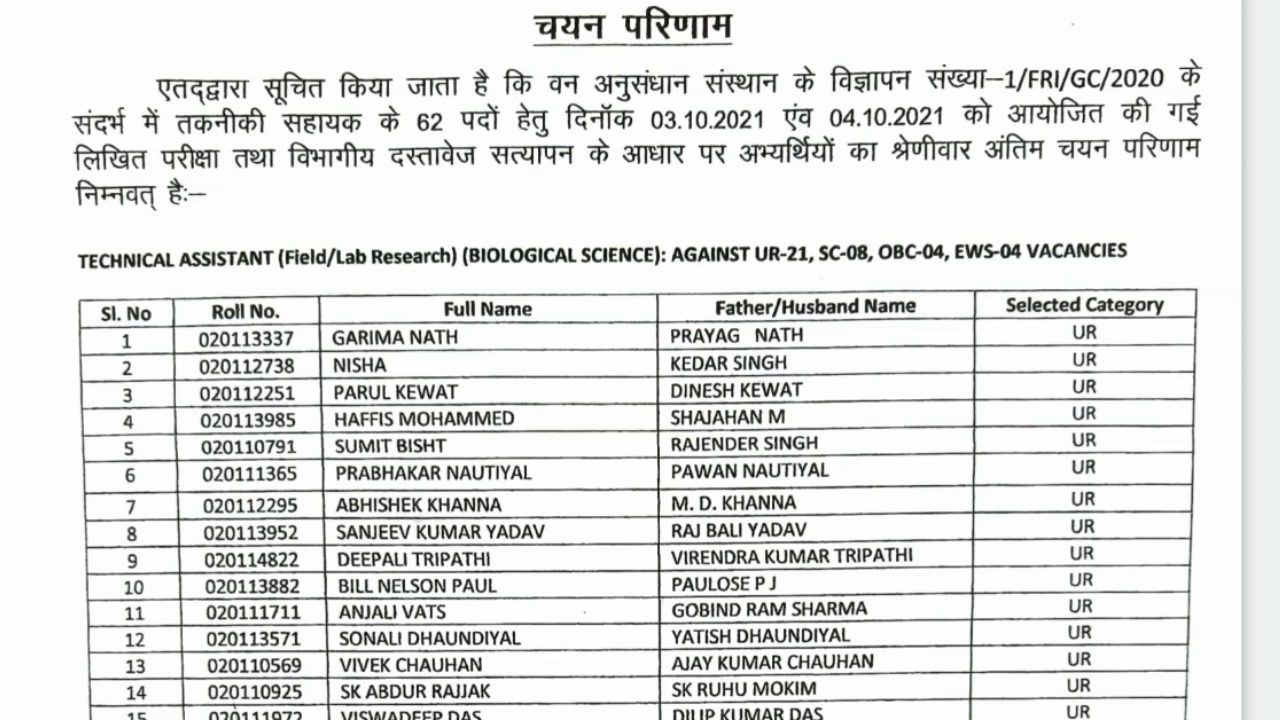 चयन परिणाम
एतद्द्वारा सूचित किया जाता है कि वन अनुसंधान संस्थान के विज्ञापन संख्या–1/FRI/GC/2020 के
संदर्भ में तकनीकी सहायक के 62 पदों हेतु दिनॉक 03.10.2021 एंव 04.10.2021 को आयोजित की गई
लिखित परीक्षा तथा विभागीय दस्तावेज सत्यापन के आधार पर अभ्यर्थियों का श्रेणीवार अंतिम चयन परिणाम
निम्नवत् है:–
TECHNICAL ASSISTANT (Field/Lab Research) (BIOLOGICAL SCIENCE): AGAINST UR-21, SC-08, OBC-04, EWS-04 VACANCIES
Sl. No Roll No. Full Name Father/Husband Name Selected Category
1 020113337 GARIMA NATH PRAYAG NATH UR
2 020112738 NISHA KEDAR SINGH UR
3 020112251 PARUL KEWAT DINESH KEWAT UR
4 020113985 HAFFIS MOHAMMED SHAJAHAN M UR
5 020110791 SUMIT BISHT RAJENDER SINGH UR
6 020111365 PRABHAKAR NAUTIYAL PAWAN NAUTIYAL UR
7 020112295 ABHISHEK KHANNA M. D. KHANNA UR
8 020113952 SANJEEV KUMAR YADAV RAJ BALI YADAV UR
9 020114822 DEEPALI TRIPATHI VIRENDRA KUMAR TRIPATHI UR
10 020113882 BILL NELSON PAUL PAULOSE P J UR
11 020111711 ANJALI VATS GOBIND RAM SHARMA UR
12 020113571 SONALI DHAUNDIYAL YATISH DHAUNDIYAL UR
13 020110569 VIVEK CHAUHAN AJAY KUMAR CHAUHAN UR
14 020110925 SK ABDUR RAJJAK SK RUHU MOKIM UR
15 020111972 VISWADEEP DAS DILIP KUMAR DAS UR